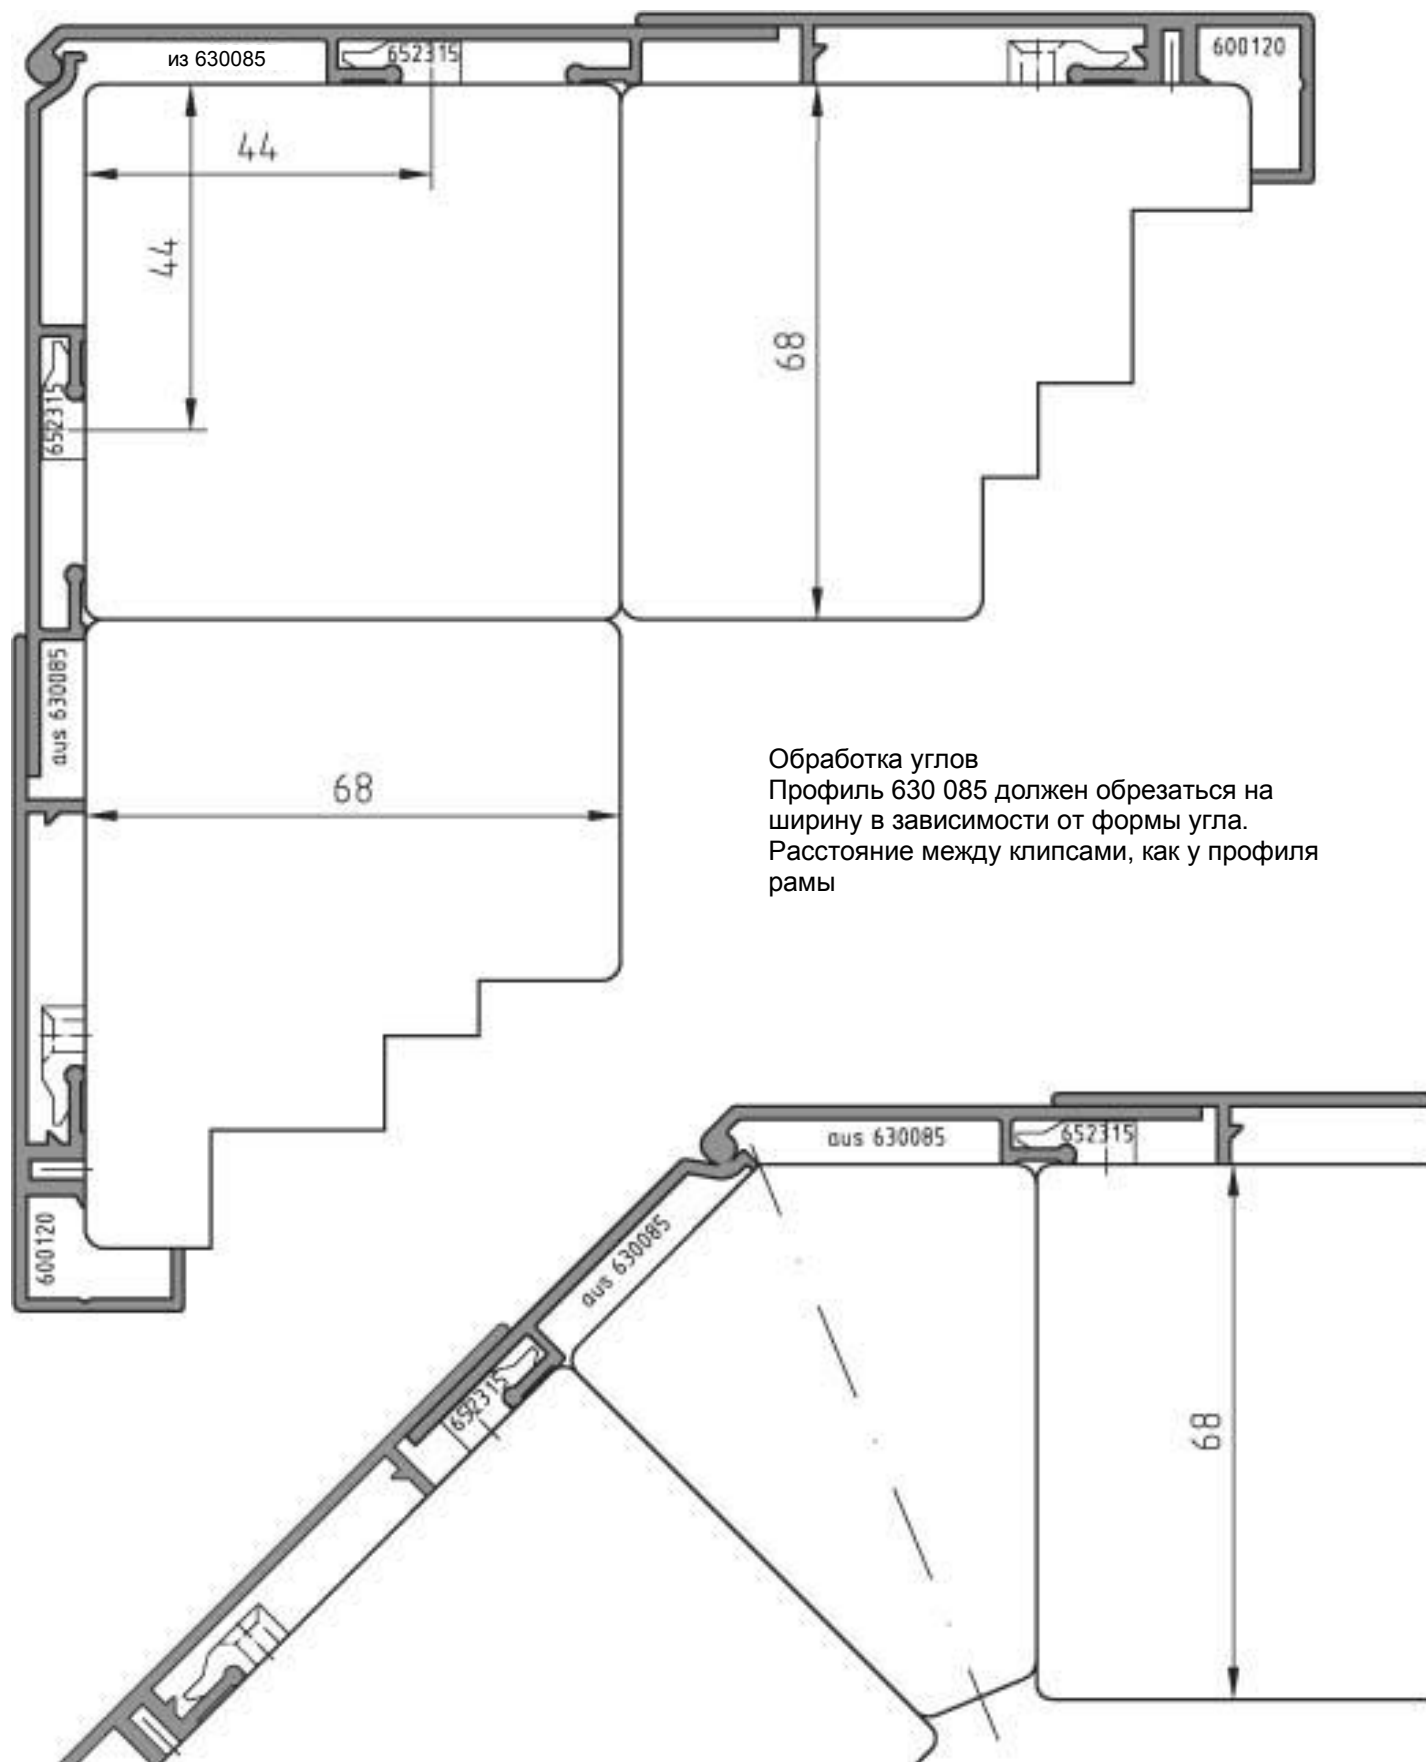 из 630085
652315
600120
44
44
68
652315
aus 630085
68
Обработка углов
Профиль 630 085 должен обрезаться на
ширину в зависимости от формы угла.
Расстояние между клипсами, как у профиля
рамы
600120
aus 630085
652315
aus 630085
652315
68